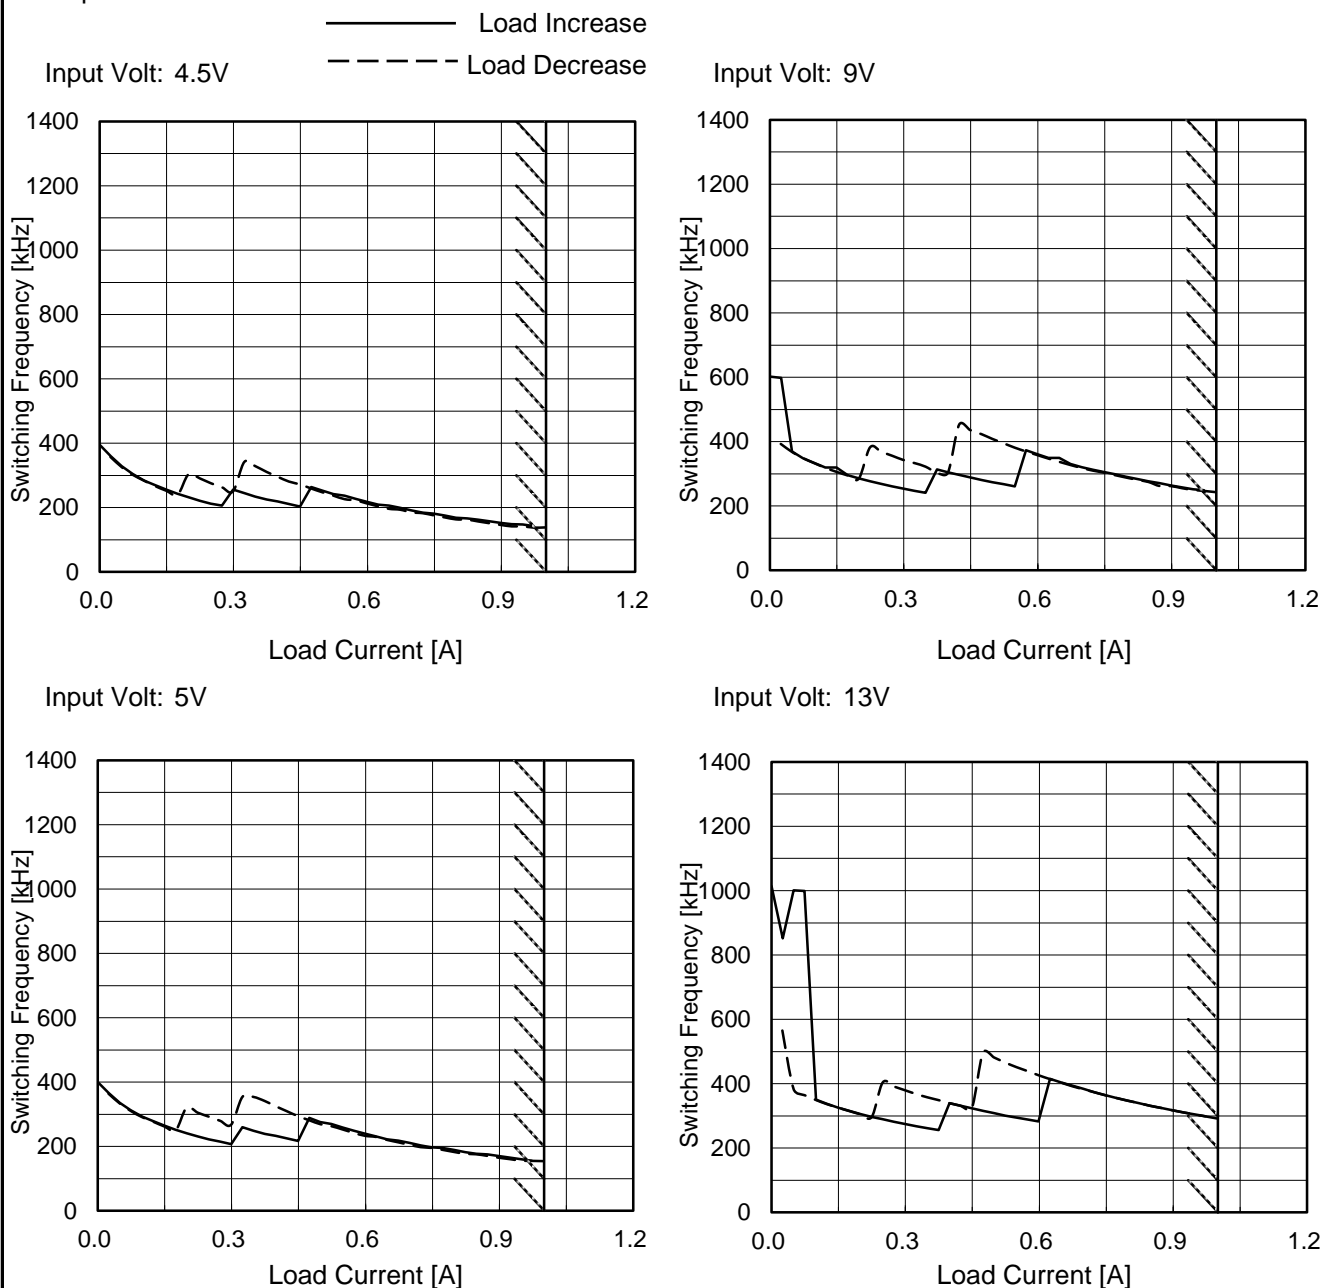 Load Increase
Load Decrease
Input Volt: 4.5V
Switching Frequency [kHz]
1400
1200
1000
800
600
400
200
0
0.0 0.3 0.6 0.9 1.2
Load Current [A]
Input Volt: 9V
Switching Frequency [kHz]
1400
1200
1000
800
600
400
200
0
0.0 0.3 0.6 0.9 1.2
Load Current [A]
Input Volt: 5V
Switching Frequency [kHz]
1400
1200
1000
800
600
400
200
0
0.0 0.3 0.6 0.9 1.2
Load Current [A]
Input Volt: 13V
Switching Frequency [kHz]
1400
1200
1000
800
600
400
200
0
0.0 0.3 0.6 0.9 1.2
Load Current [A]